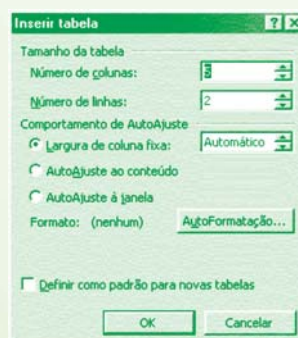 Inserir tabela
Tamanho da tabela
Número de colunas:
Número de linhas: 2
Comportamento de AutoAjuste
Largura de coluna fixa: Automático
AutoAjuste ao conteúdo
AutoAjuste à janela
Formato: (nenhum) AutoFormatação...
Definir como padrão para novas tabelas
OK Cancelar